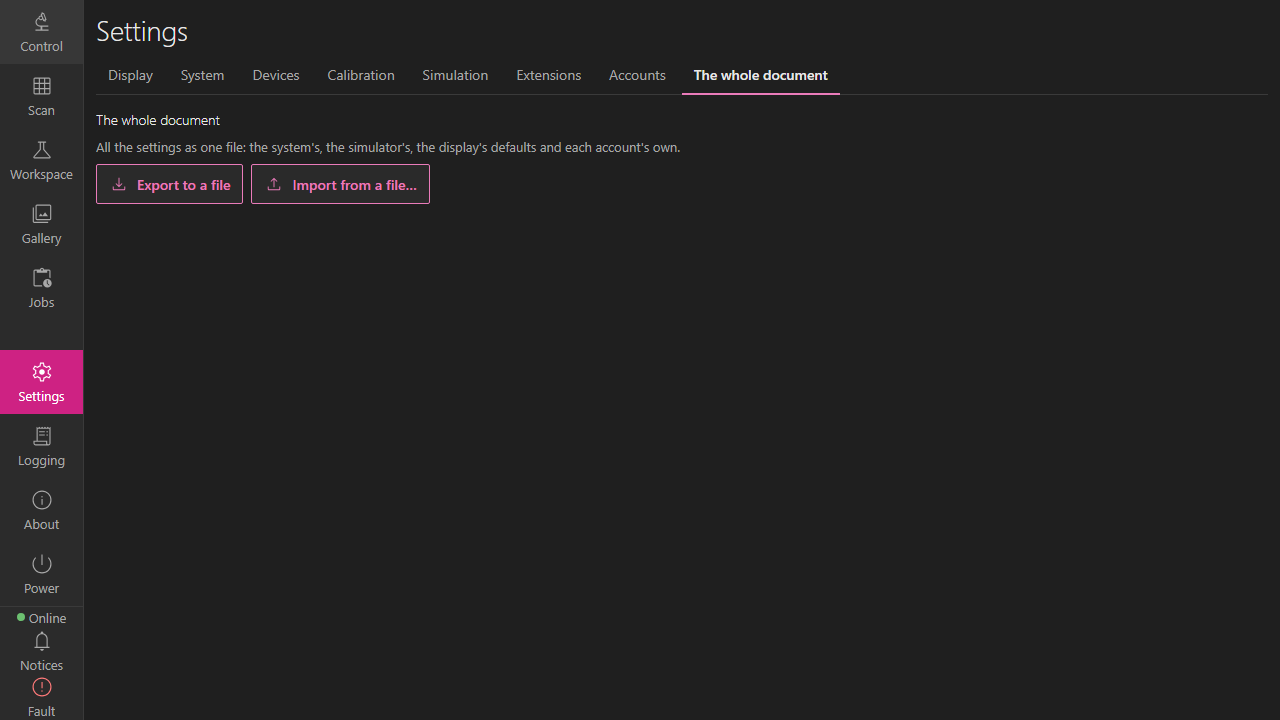 Settings
Display System Devices Calibration Simulation Extensions Accounts The whole document
The whole document
All the settings as one file: the system's, the simulator's, the display's defaults and each account's own.
Export to a file Import from a file...
Control
Scan
Workspace
Gallery
Jobs
Settings
Logging
About
Power
Online
Notices
Fault